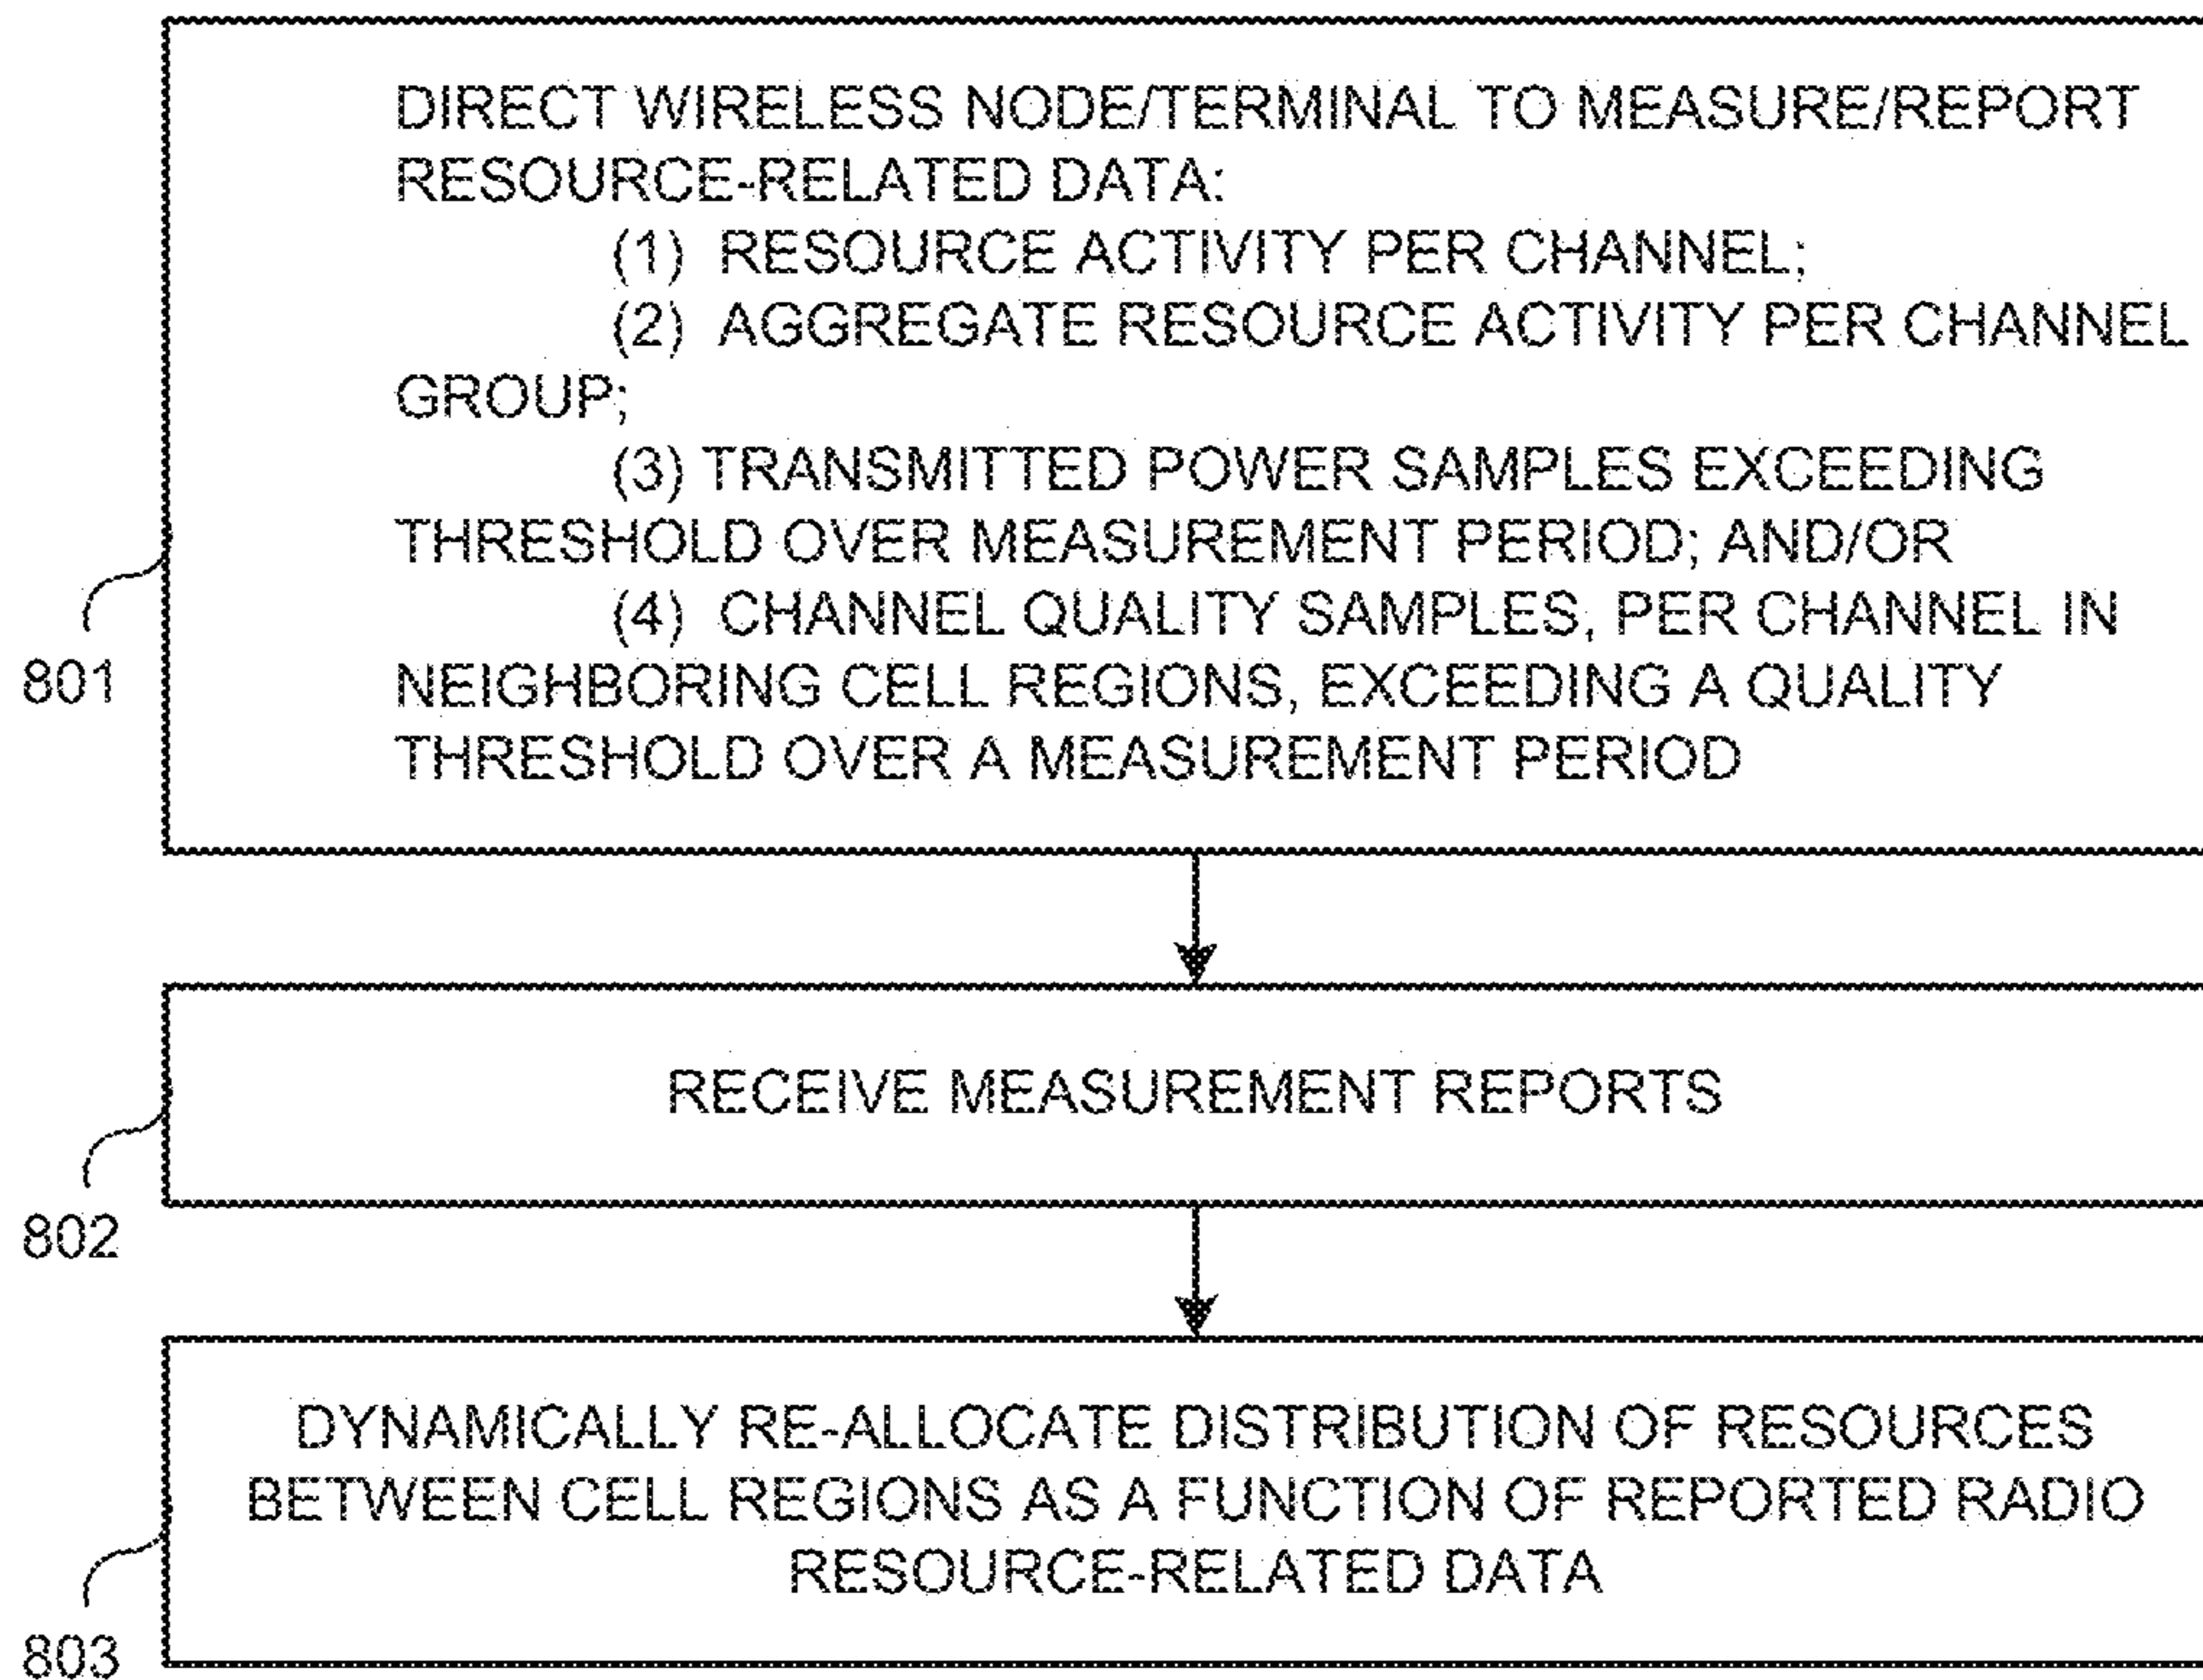 DIRECT WIRELESS NODE/TERMINAL TO MEASURE/REPORT
RESOURCE-RELATED DATA:
(1) RESOURCE ACTIVITY PER CHANNEL;
(2) AGGREGATE RESOURCE ACTIVITY PER CHANNEL
GROUP;
(3) TRANSMITTED POWER SAMPLES EXCEEDING
THRESHOLD OVER MEASUREMENT PERIOD; AND/OR
(4) CHANNEL QUALITY SAMPLES, PER CHANNEL IN
NEIGHBORING CELL REGIONS, EXCEEDING A QUALITY
THRESHOLD OVER A MEASUREMENT PERIOD
801
RECEIVE MEASUREMENT REPORTS
802
DYNAMICALLY RE-ALLOCATE DISTRIBUTION OF RESOURCES
BETWEEN CELL REGIONS AS A FUNCTION OF REPORTED RADIO
RESOURCE-RELATED DATA
803